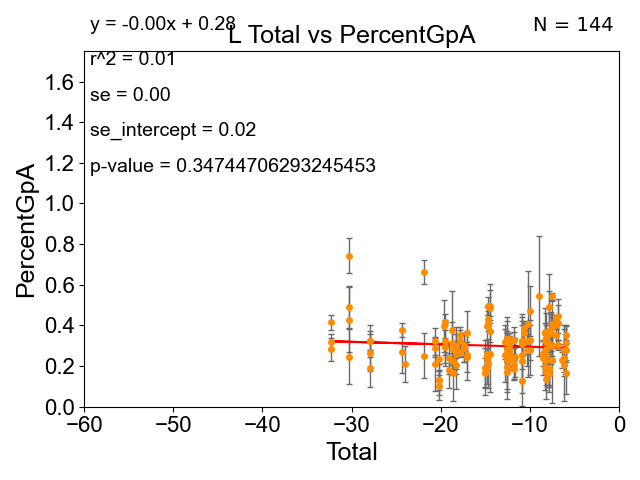 y = -0.00x + 0.28
L Total vs PercentGpA
N = 144
r^2 = 0.01
se = 0.00
se_intercept = 0.02
p-value = 0.34744706293245453
PercentGpA
1.6
1.4
1.2
1.0
0.8
0.6
0.4
0.2
0.0
−60 −50 −40 −30 −20 −10 0
Total